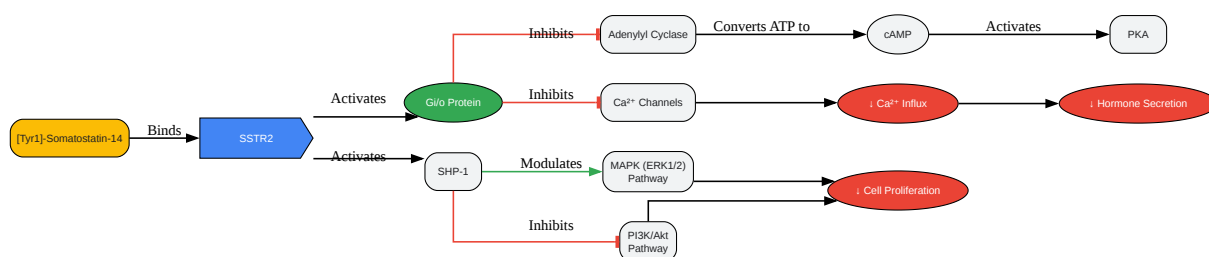 Inhibits
Adenylyl Cyclase
Converts ATP to
cAMP
Activates
PKA
Activates
Gi/o Protein
Inhibits
Ca²⁺ Channels
↓ Ca²⁺ Influx
↓ Hormone Secretion
[Tyr1]-Somatostatin-14
Binds
SSTR2
Activates
SHP-1
Modulates
MAPK (ERK1/2)
Pathway
↓ Cell Proliferation
Inhibits
PI3K/Akt
Pathway